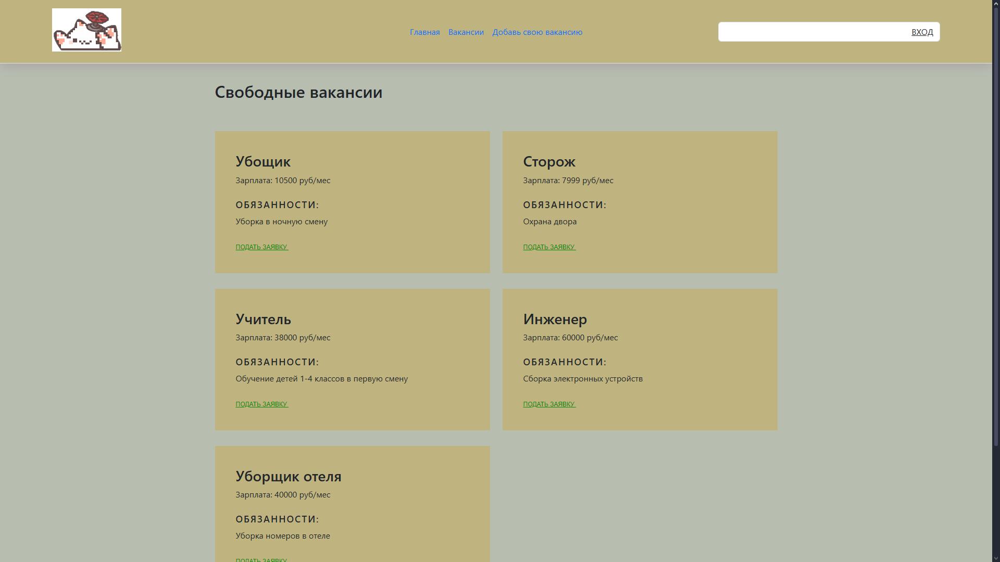 Главная Вакансии Добавь свою вакансию ВХОД
Свободные вакансии
Убощик
Зарплата: 10500 руб/мес
ОБЯЗАННОСТИ:
Уборка в ночную смену
ПОДАТЬ ЗАЯВКУ
Сторож
Зарплата: 7999 руб/мес
ОБЯЗАННОСТИ:
Охрана двора
ПОДАТЬ ЗАЯВКУ
Учитель
Зарплата: 38000 руб/мес
ОБЯЗАННОСТИ:
Обучение детей 1-4 классов в первую смену
ПОДАТЬ ЗАЯВКУ
Инженер
Зарплата: 60000 руб/мес
ОБЯЗАННОСТИ:
Сборка электронных устройств
ПОДАТЬ ЗАЯВКУ
Уборщик отеля
Зарплата: 40000 руб/мес
ОБЯЗАННОСТИ:
Уборка номеров в отеле
ПОДАТЬ ЗАЯВКУ